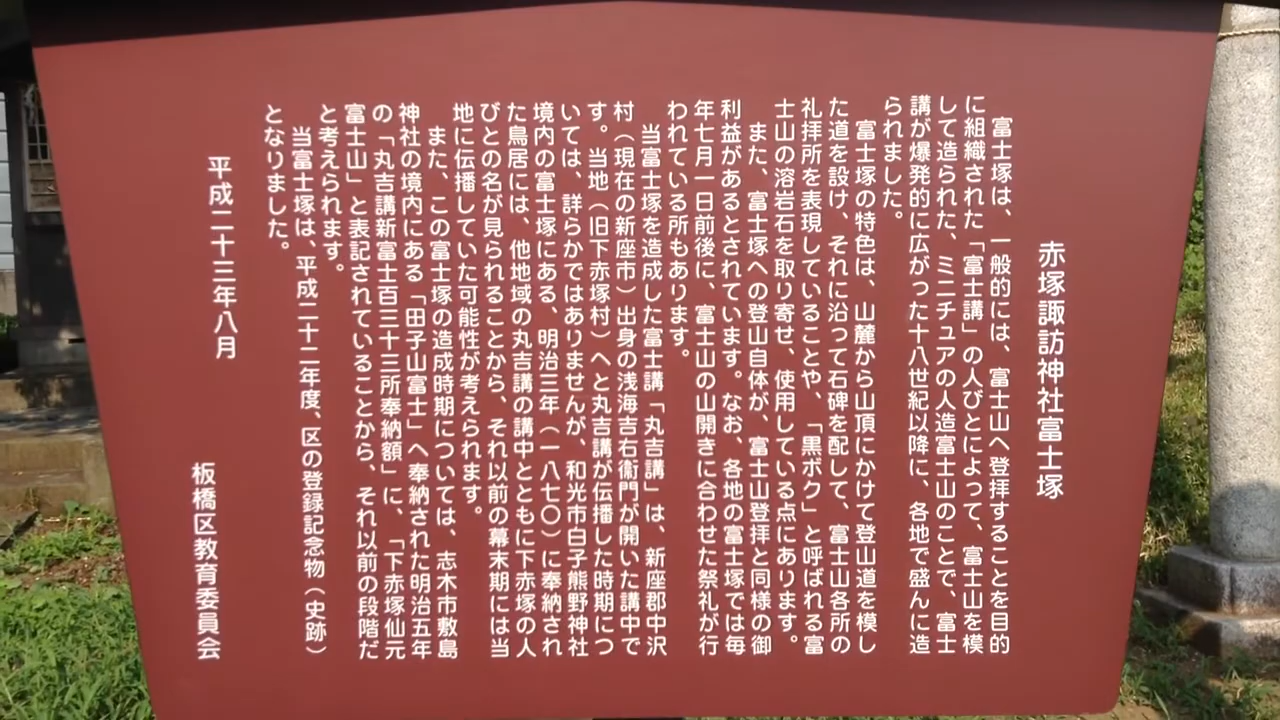 赤塚諏訪神社富士塚
富士塚は、一般的には、富士山へ登拝することを目的
に組織された「富士講」の人びとによって、富士山を模
して造られた、ミニチュアの人造富士山のことで、富士
講が爆発的に広がった十八世紀以降に、各地で盛んに造
られました。
富士塚の特色は、山麓から山頂にかけて登山道を模し
た道を設け、それに沿って石碑を配して、富士山各所の
礼拝所を表現していることや、「黒ボク」と呼ばれる富
士山の溶岩石を取り寄せ、使用している点にあります。
また、富士塚への登山自体が、富士山登拝と同様の御
利益があるとされています。なお、各地の富士塚では毎
年七月一日前後に、富士山の山開きに合わせた祭礼が行
われている所もあります。
当富士塚を造成した富士講「丸吉講」は、新座郡中沢
村（現在の新座市）出身の浅海吉右衛門が開いた講中で
す。当地（旧下赤塚村）へと丸吉講が伝播した時期につ
いては、詳らかではありませんが、和光市白子熊野神社
境内の富士塚にある、明治三年（一八七〇）に奉納され
た鳥居には、他地域の丸吉講の講中とともに下赤塚の人
びとの名が見られることから、それ以前の幕末期には当
地に伝播していた可能性が考えられます。
また、この富士塚の造成時期については、志木市敷島
神社の境内にある「田子山富士」へ奉納された明治五年
の「丸吉講新富士百三十三所奉納額」に、「下赤塚仙元
富士山」と表記されていることから、それ以前の段階だ
と考えられます。
当富士塚は、平成二十二年度、区の登録記念物（史跡）
となりました。
平成二十三年八月
板橋区教育委員会